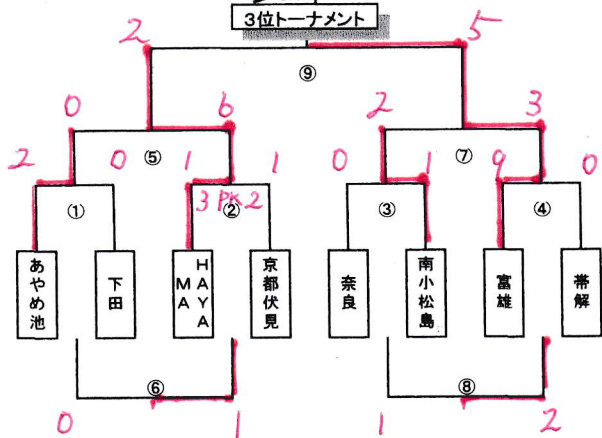 3位トーナメント
2 5
⑨
0 6 2 3
⑤ ⑦
2 0 1 1 0 1 9 0
3 PK 2
① ② ③ ④
あやめ池
下田
HAYAMA
京都伏見
奈良
南小松島
富雄
帯解
⑥ ⑧
0 1 1 2